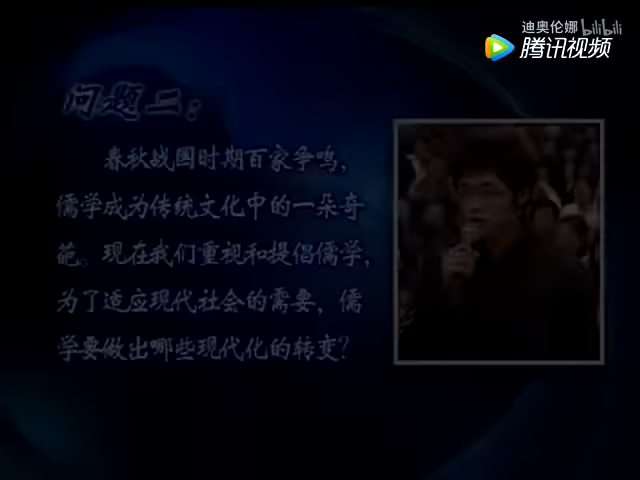 迪奥伦娜 bilibili
腾讯视频
问题二：
春秋战国时期百家争鸣，
儒学成为传统文化中的一朵奇
葩。现在我们重视和提倡儒学，
为了适应现代社会的需要，儒
学要做出哪些现代化的转变？